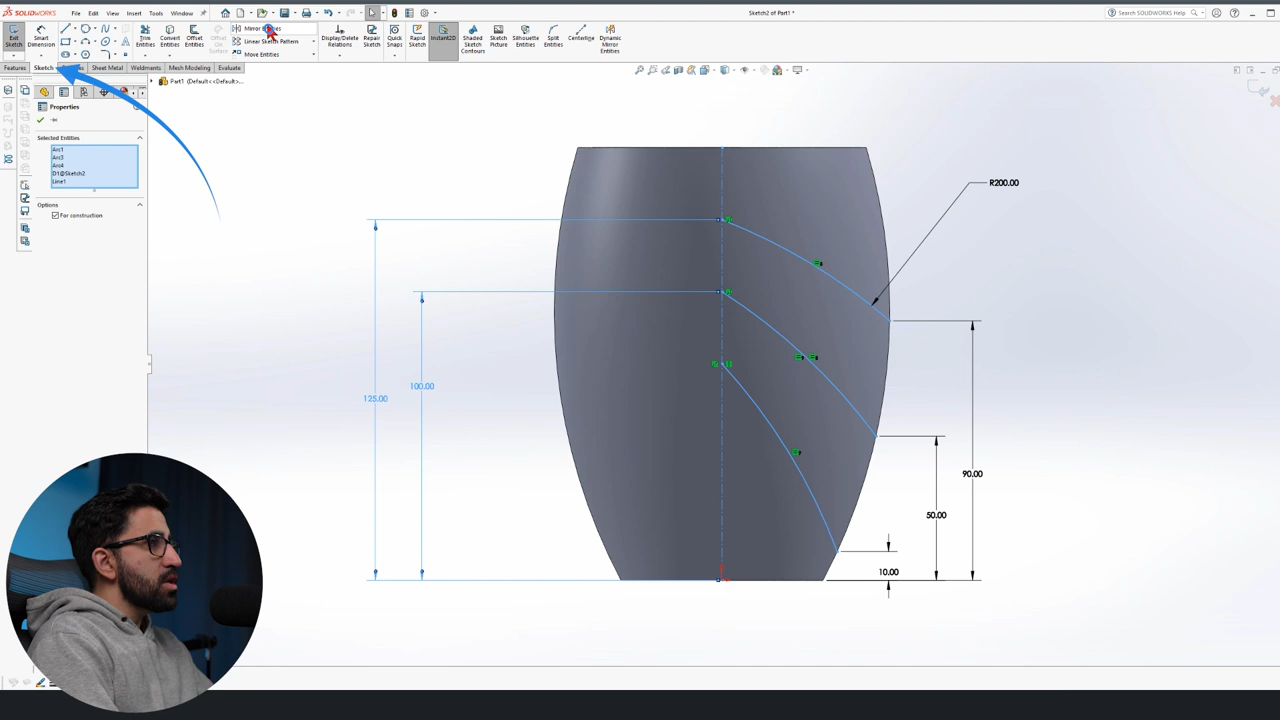 SOLIDWORKS
File Edit View Insert Tools Window
Sketch2 of Part1 *
Search SOLIDWORKS Help
Exit Sketch
Smart Dimension
Trim Entities
Convert Entities
Offset Entities
Offset On Surface
Mirror Entities
Linear Sketch Pattern
Move Entities
Display/Delete Relations
Repair Sketch
Quick Snaps
Rapid Sketch
Instant2D
Shaded Sketch Contours
Sketch Picture
Silhouette Entities
Split Entities
Centerline
Dynamic Mirror Entities
Features Sketch Sheet Metal Weldments Mesh Modeling Evaluate
Part1 (Default<<Default>...
Properties
Selected Entities
Arc1
Arc3
Arc4
D1@Sketch2
Line1
Options
For construction
R200.00
100.00
125.00
90.00
50.00
10.00